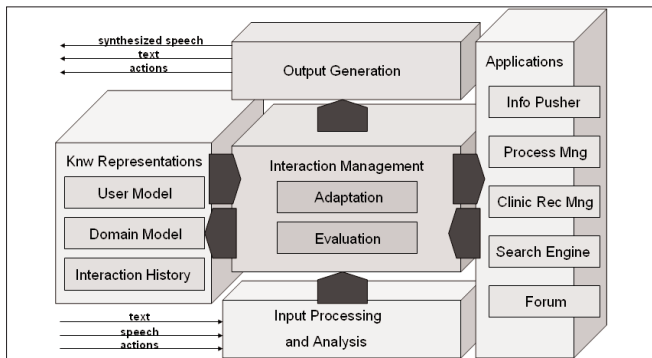 synthesized speech
text
actions
Output Generation
Applications
Info Pusher
Process Mng
Clinic Rec Mng
Search Engine
Forum
Knw Representations
User Model
Domain Model
Interaction History
Interaction Management
Adaptation
Evaluation
text
speech
actions
Input Processing
and Analysis